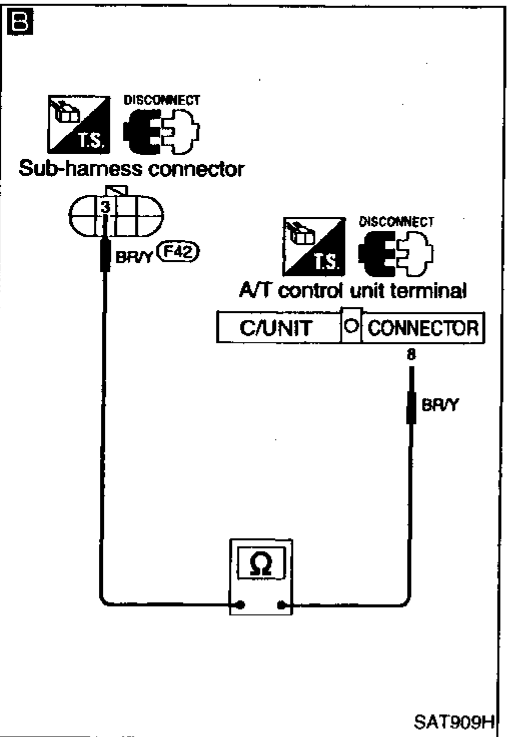 B
DISCONNECT
T.S.
Sub-harness connector
3
BR/Y F42
DISCONNECT
T.S.
A/T control unit terminal
C/UNIT CONNECTOR
8
BR/Y
Ω
SAT909H